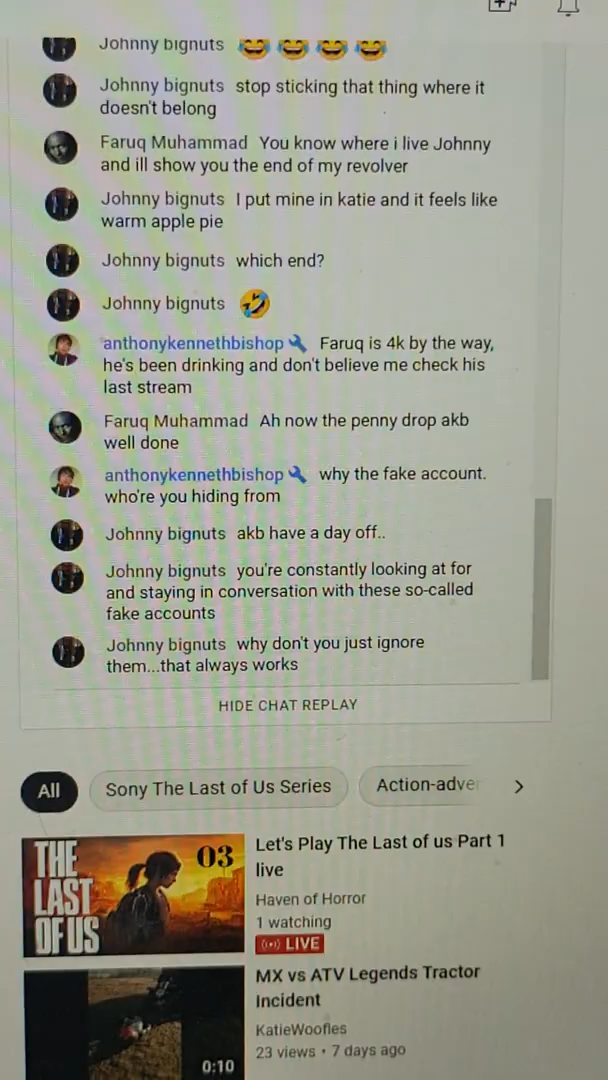 Johnny bignuts 😂😂😂😂
Johnny bignuts stop sticking that thing where it
doesn't belong
Faruq Muhammad You know where i live Johnny
and ill show you the end of my revolver
Johnny bignuts I put mine in katie and it feels like
warm apple pie
Johnny bignuts which end?
Johnny bignuts 🤣
anthonykennethbishop Faruq is 4k by the way,
he's been drinking and don't believe me check his
last stream
Faruq Muhammad Ah now the penny drop akb
well done
anthonykennethbishop why the fake account.
who're you hiding from
Johnny bignuts akb have a day off..
Johnny bignuts you're constantly looking at for
and staying in conversation with these so-called
fake accounts
Johnny bignuts why don't you just ignore
them...that always works
HIDE CHAT REPLAY
All Sony The Last of Us Series Action-adve
THE
LAST
OF US
03
Let's Play The Last of us Part 1
live
Haven of Horror
1 watching
LIVE
MX vs ATV Legends Tractor
Incident
KatieWoofles
23 views • 7 days ago
0:10